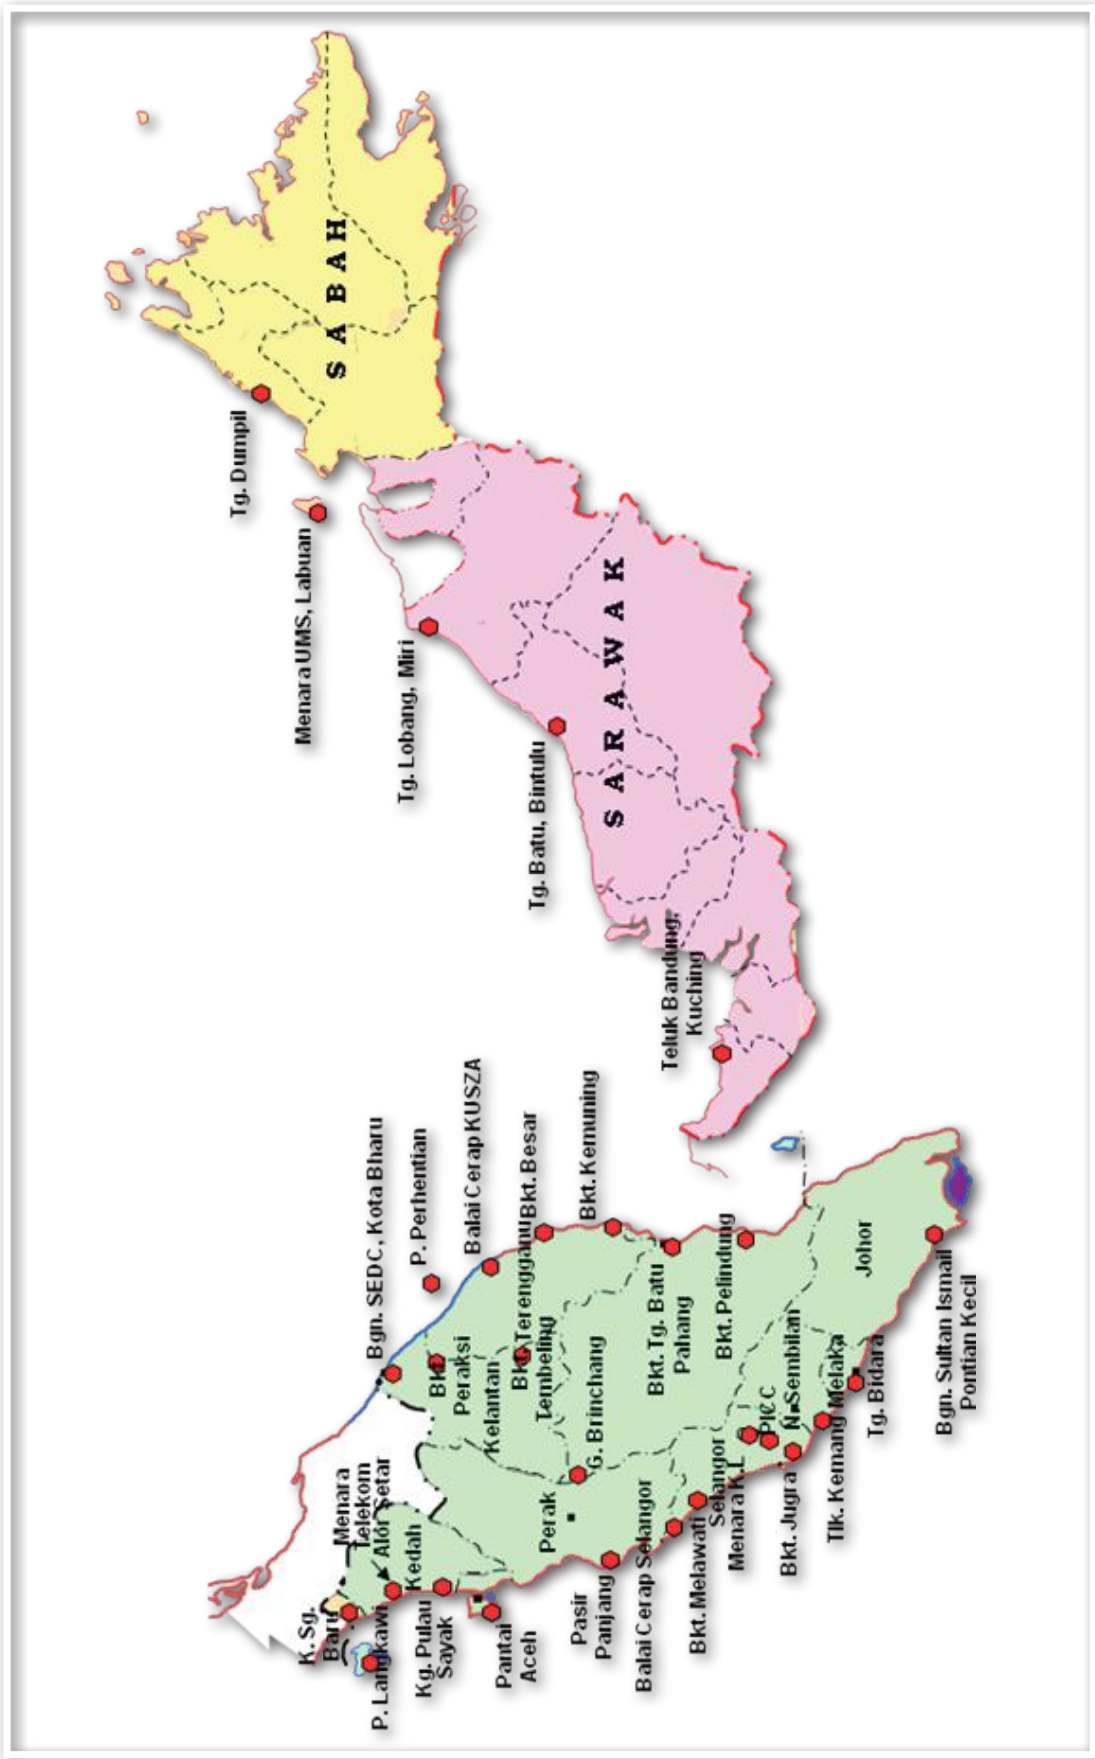 K. Sg.
Baru
P. Langkawi
Menara
Telekom
Alor Setar
Kedah
Kg. Pulau
Sayak
Pantai
Aceh
Perak
Pasir
Panjang
Balai Cerap Selangor
Bkt. Melawati
Selangor
Menara K.L
PICC
Bkt. Jugra
N. Sembilan
Tlk. Kemang
Melaka
Tg. Bidara
Bgn. Sultan Ismail
Pontian Kecil
Johor
Bgn. SEDC, Kota Bharu
P. Perhentian
Balai Cerap KUSZA
Bkt.
Peraksi
Kelantan
Terengganu
Bkt. Besar
Bkt.
Tembeling
G. Brinchang
Bkt. Kemuning
Bkt. Tg. Batu
Pahang
Bkt. Pelindung
Teluk Bandung,
Kuching
Tg. Batu, Bintulu
Tg. Lobang, Miri
SARAWAK
Menara UMS, Labuan
Tg. Dumpil
SABAH